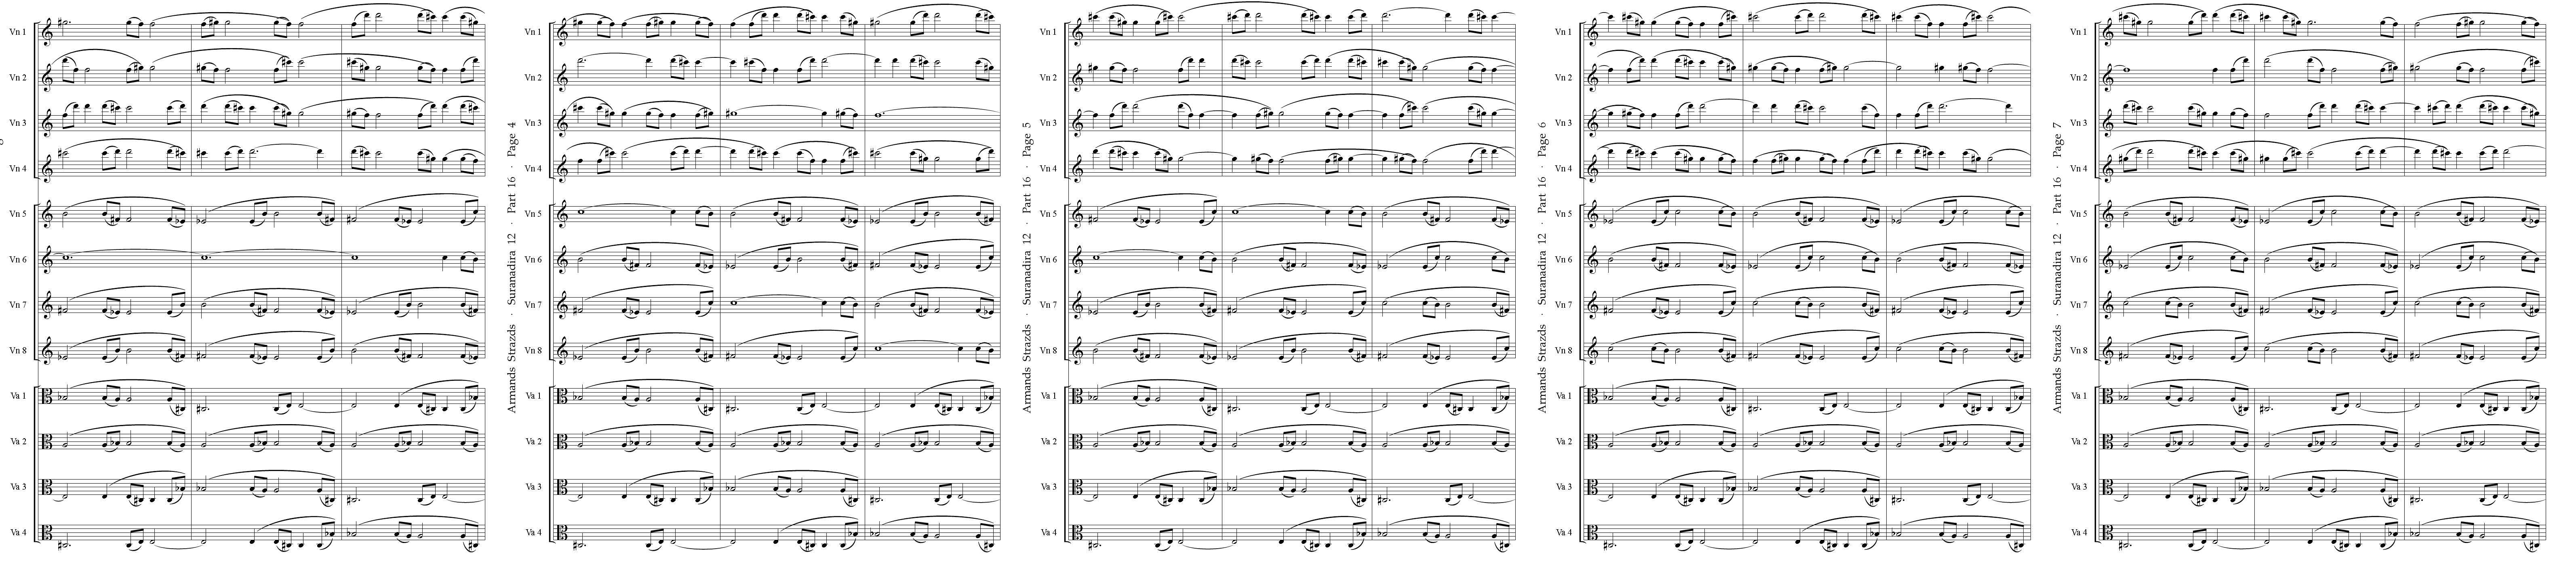 Vn 1
Vn 2
Vn 3
Vn 4
Vn 5
Vn 6
Vn 7
Vn 8
Va 1
Va 2
Va 3
Va 4
Armands Strazds · Suranadira 12 · Part 16 · Page 4
Vn 1
Vn 2
Vn 3
Vn 4
Vn 5
Vn 6
Vn 7
Vn 8
Va 1
Va 2
Va 3
Va 4
Armands Strazds · Suranadira 12 · Part 16 · Page 5
Vn 1
Vn 2
Vn 3
Vn 4
Vn 5
Vn 6
Vn 7
Vn 8
Va 1
Va 2
Va 3
Va 4
Armands Strazds · Suranadira 12 · Part 16 · Page 6
Vn 1
Vn 2
Vn 3
Vn 4
Vn 5
Vn 6
Vn 7
Vn 8
Va 1
Va 2
Va 3
Va 4
Armands Strazds · Suranadira 12 · Part 16 · Page 7
Vn 1
Vn 2
Vn 3
Vn 4
Vn 5
Vn 6
Vn 7
Vn 8
Va 1
Va 2
Va 3
Va 4